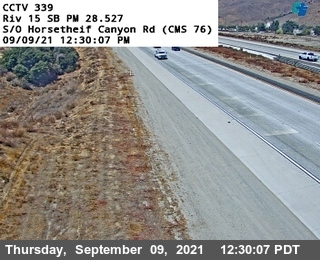 CCTV 339
Riv 15 SB PM 28.527
S/O Horsetheif Canyon Rd (CMS 76)
09/09/21 12:30:07 PM
Thursday, September 09, 2021 12:30:07 PDT